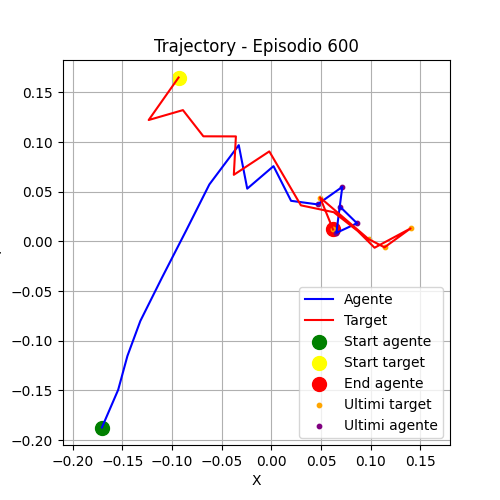 Trajectory - Episodio 600
0.15
0.10
0.05
0.00
−0.05
−0.10
−0.15
−0.20
Agente
Target
Start agente
Start target
End agente
Ultimi target
Ultimi agente
−0.20 −0.15 −0.10 −0.05 0.00 0.05 0.10 0.15
X